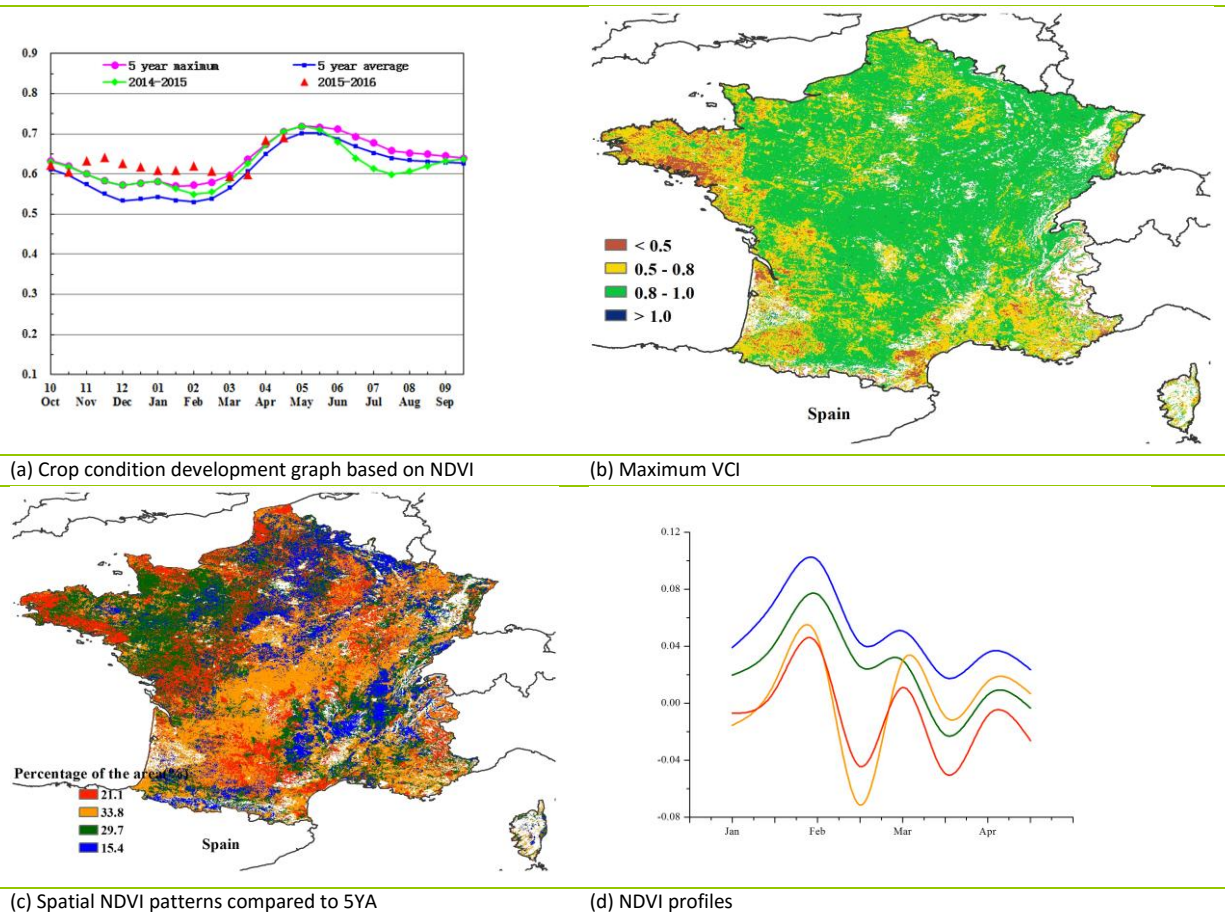 0.9
0.8
0.7
0.6
0.5
0.4
0.3
0.2
0.1
5 year maximum 5 year average
2014-2015 2015-2016
10 11 12 01 02 03 04 05 06 07 08 09
Oct Nov Dec Jan Feb Mar Apr May Jun Jul Aug Sep
< 0.5
0.5 - 0.8
0.8 - 1.0
> 1.0
Spain
(a) Crop condition development graph based on NDVI (b) Maximum VCI
Percentage of the area(%)
21.1
33.8
29.7
15.4
Spain
0.12
0.08
0.04
0.00
-0.04
-0.08
Jan Feb Mar Apr
(c) Spatial NDVI patterns compared to 5YA (d) NDVI profiles